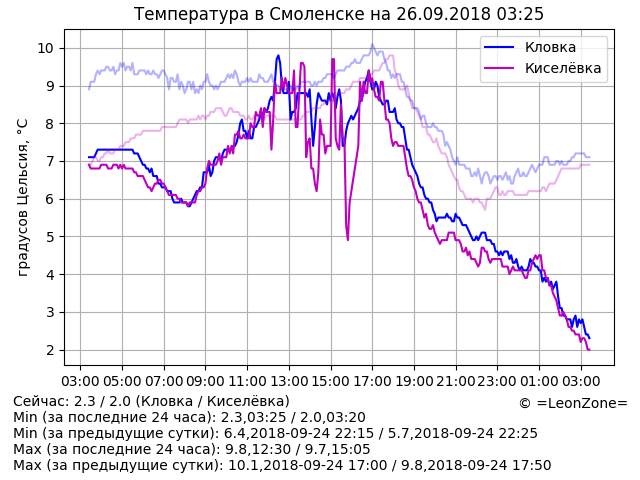 Температура в Смоленске на 26.09.2018 03:25
Кловка
Киселёвка
градусов Цельсия, °C
10
9
8
7
6
5
4
3
2
03:00 05:00 07:00 09:00 11:00 13:00 15:00 17:00 19:00 21:00 23:00 01:00 03:00
Сейчас: 2.3 / 2.0 (Кловка / Киселёвка)
© =LeonZone=
Min (за последние 24 часа): 2.3,03:25 / 2.0,03:20
Min (за предыдущие сутки): 6.4,2018-09-24 22:15 / 5.7,2018-09-24 22:25
Max (за последние 24 часа): 9.8,12:30 / 9.7,15:05
Max (за предыдущие сутки): 10.1,2018-09-24 17:00 / 9.8,2018-09-24 17:50